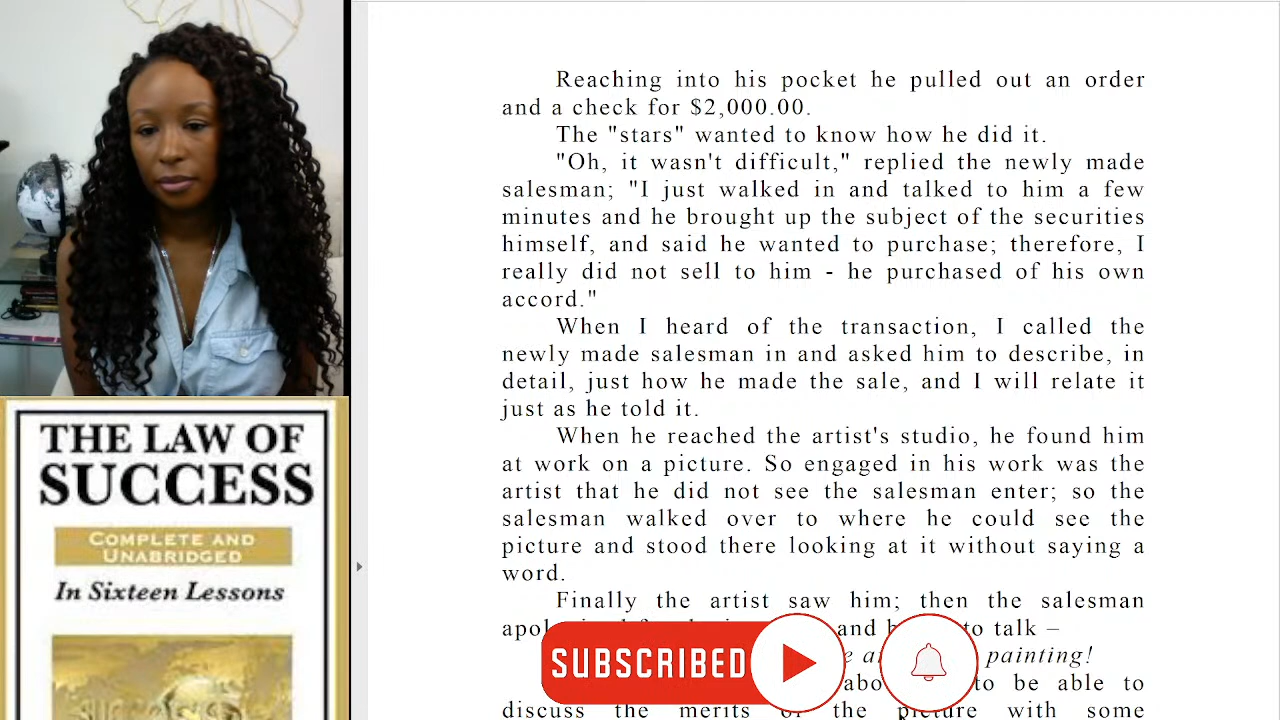 Reaching into his pocket he pulled out an order
and a check for $2,000.00.
The "stars" wanted to know how he did it.
"Oh, it wasn't difficult," replied the newly made
salesman; "I just walked in and talked to him a few
minutes and he brought up the subject of the securities
himself, and said he wanted to purchase; therefore, I
really did not sell to him - he purchased of his own
accord."
When I heard of the transaction, I called the
newly made salesman in and asked him to describe, in
detail, just how he made the sale, and I will relate it
just as he told it.
When he reached the artist's studio, he found him
at work on a picture. So engaged in his work was the
artist that he did not see the salesman enter; so the
salesman walked over to where he could see the
picture and stood there looking at it without saying a
word.
Finally the artist saw him; then the salesman
and to talk –
painting!
to be able to
discuss the merits of the picture with some
SUBSCRIBED
THE LAW OF
SUCCESS
COMPLETE AND
UNABRIDGED
In Sixteen Lessons